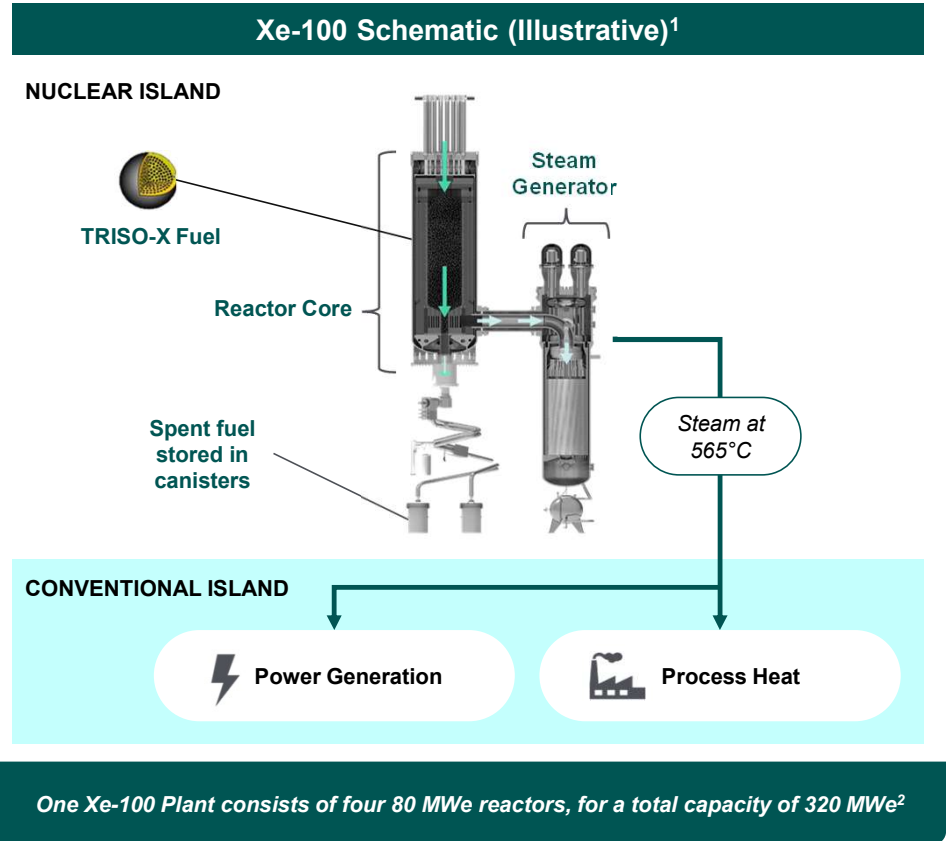 Xe-100 Schematic (Illustrative)¹
NUCLEAR ISLAND
Steam
Generator
TRISO-X Fuel
Reactor Core
Spent fuel
stored in
canisters
Steam at
565°C
CONVENTIONAL ISLAND
Power Generation
Process Heat
One Xe-100 Plant consists of four 80 MWe reactors, for a total capacity of 320 MWe²